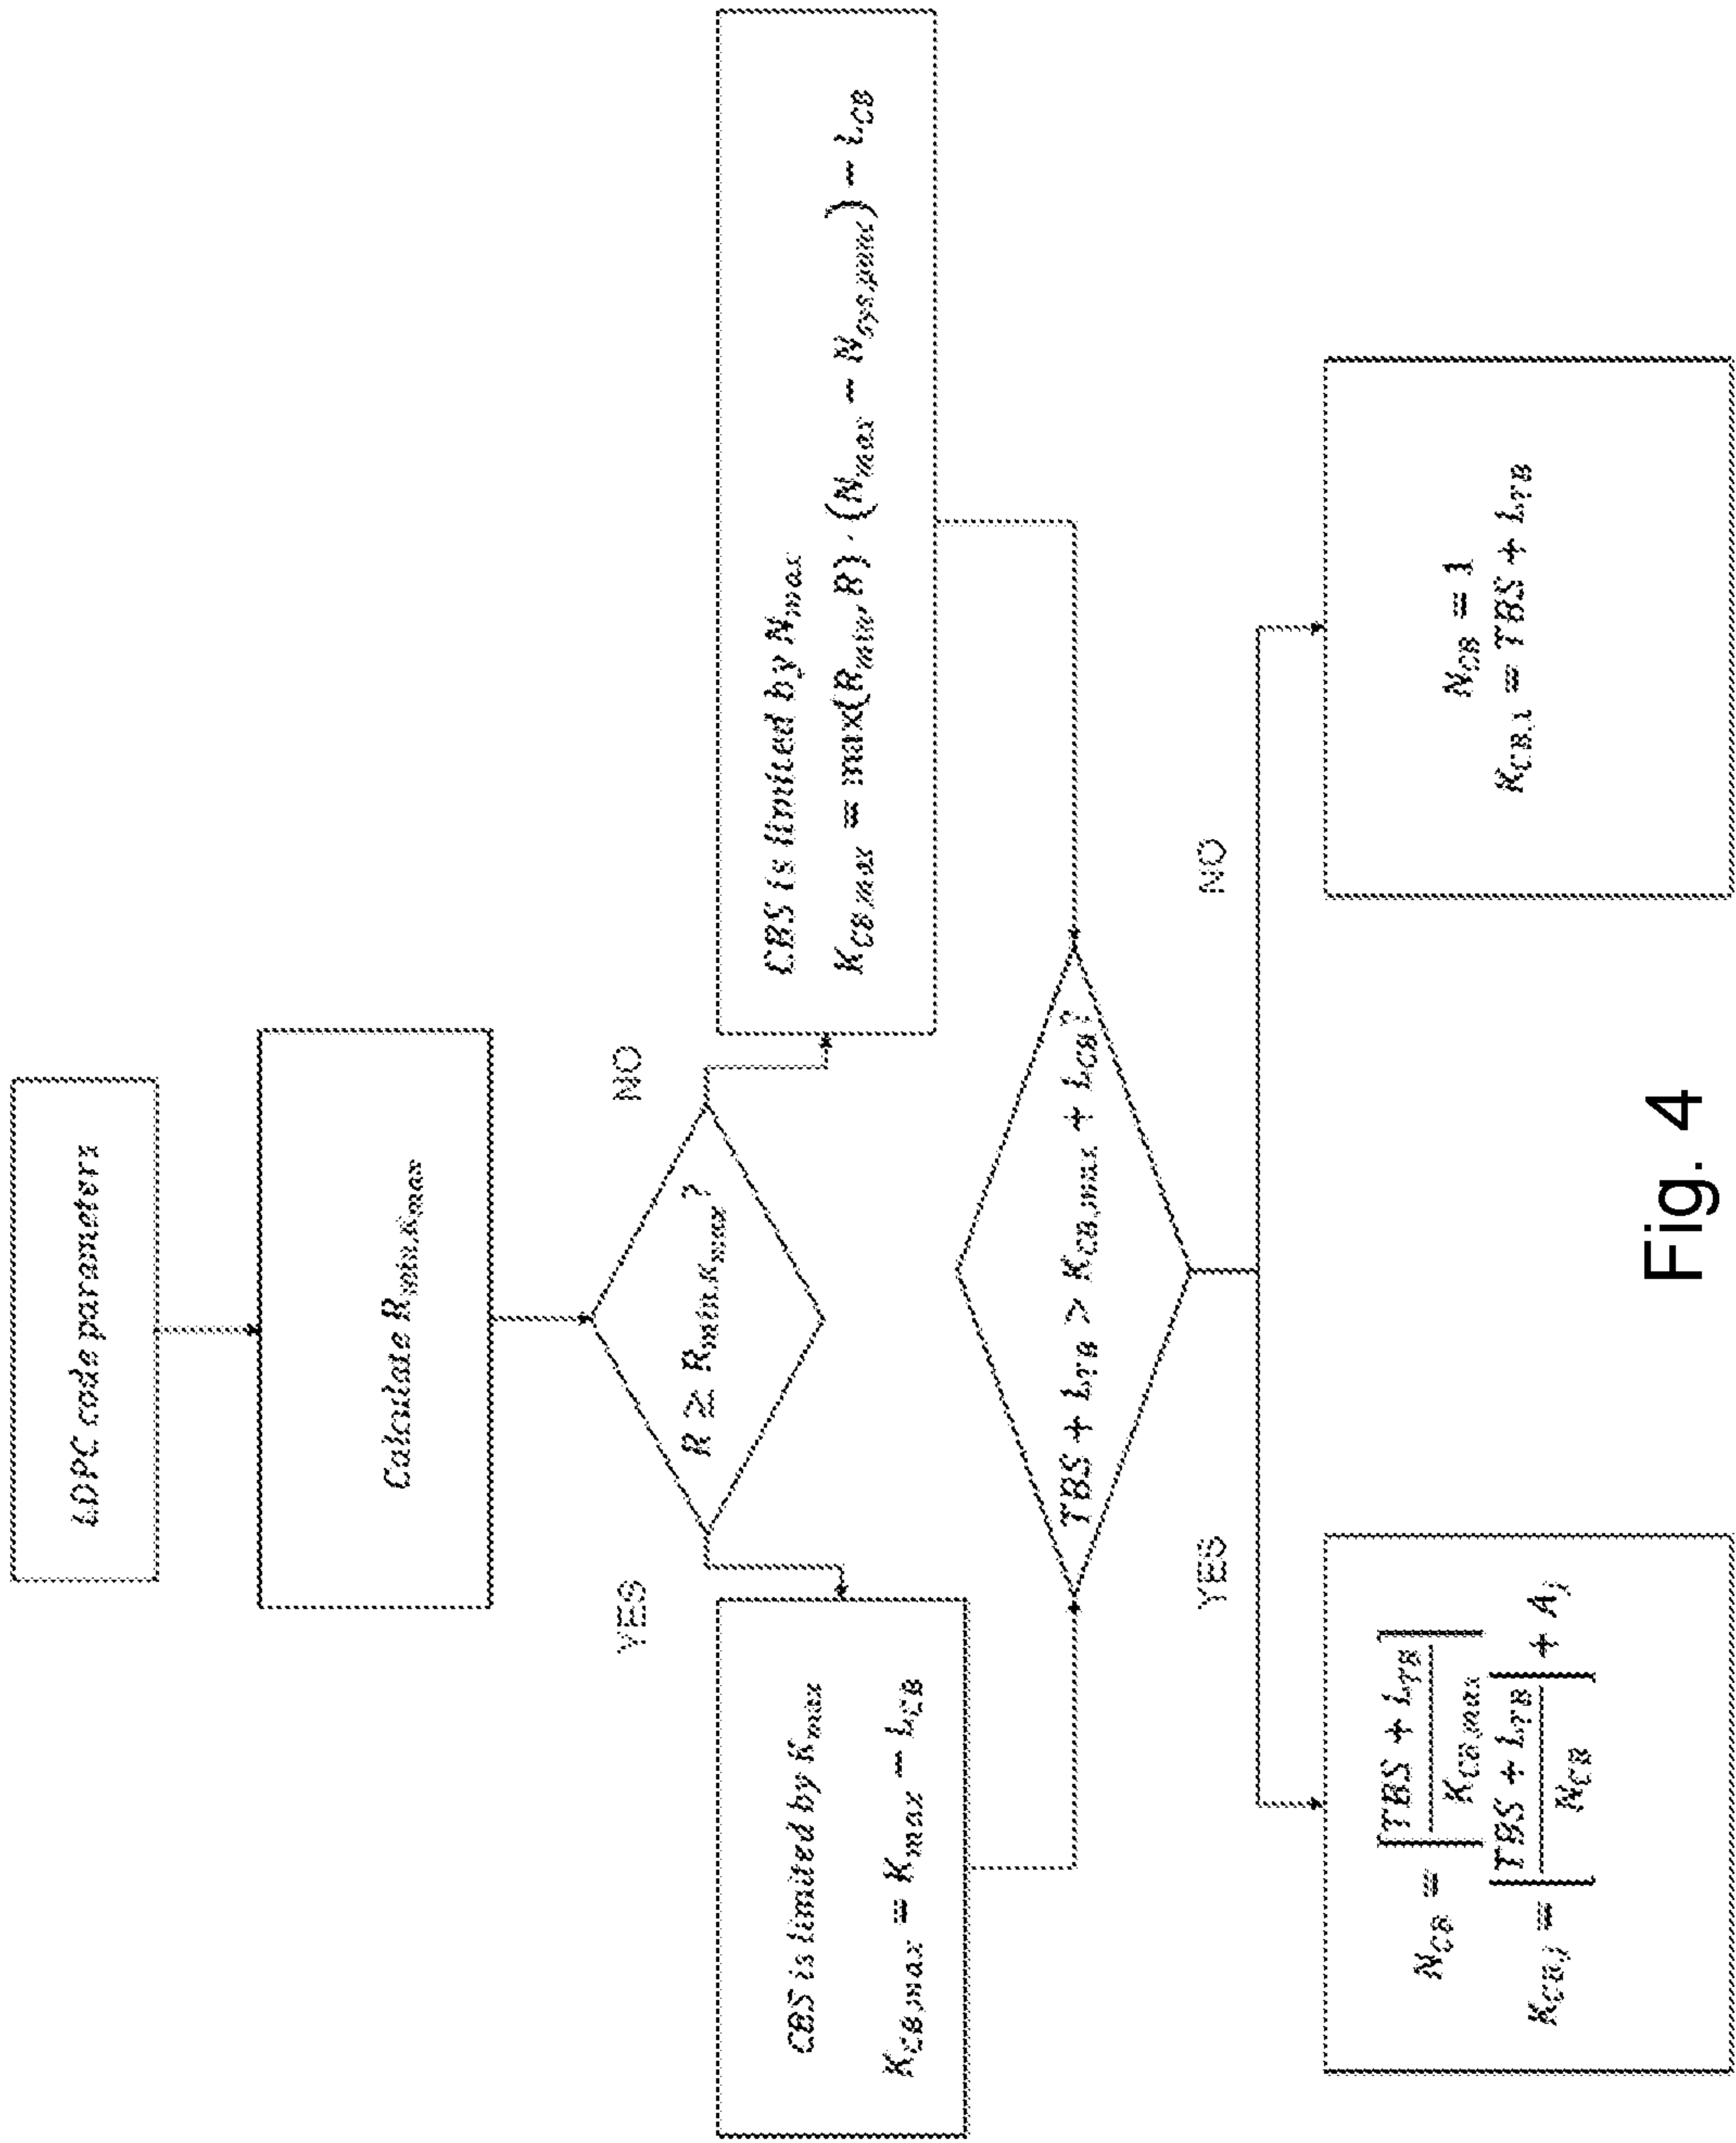 LDPC code parameters
Calculate R_min,K_max
R ≥ R_min,K_max?
YES
NO
CBS is limited by K_max
K_CB,max = K_max − L_CB
CBS is limited by N_max
K_CB,max = max(R_min, R) · (N_max − N_sys,punc) − L_CB
TBS + L_TB > K_CB,max + L_CB?
YES
NO
N_CB = ⌈(TBS + L_TB) / K_CB,max⌉
K_CB,j = ⌊(TBS + L_TB) / N_CB⌋ + A_j
N_CB = 1
K_CB,1 = TBS + L_TB
Fig. 4